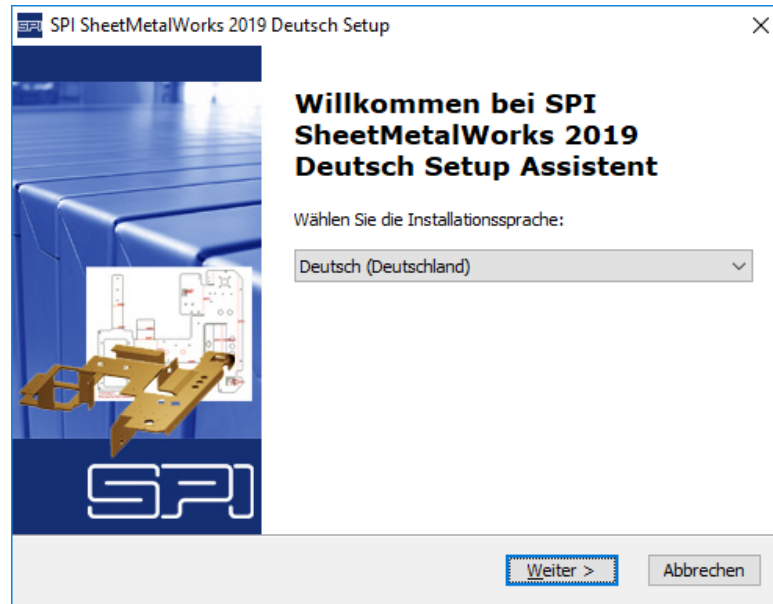 SPI SheetMetalWorks 2019 Deutsch Setup
Willkommen bei SPI
SheetMetalWorks 2019
Deutsch Setup Assistent
Wählen Sie die Installationssprache:
Deutsch (Deutschland)
SPI
Weiter >
Abbrechen